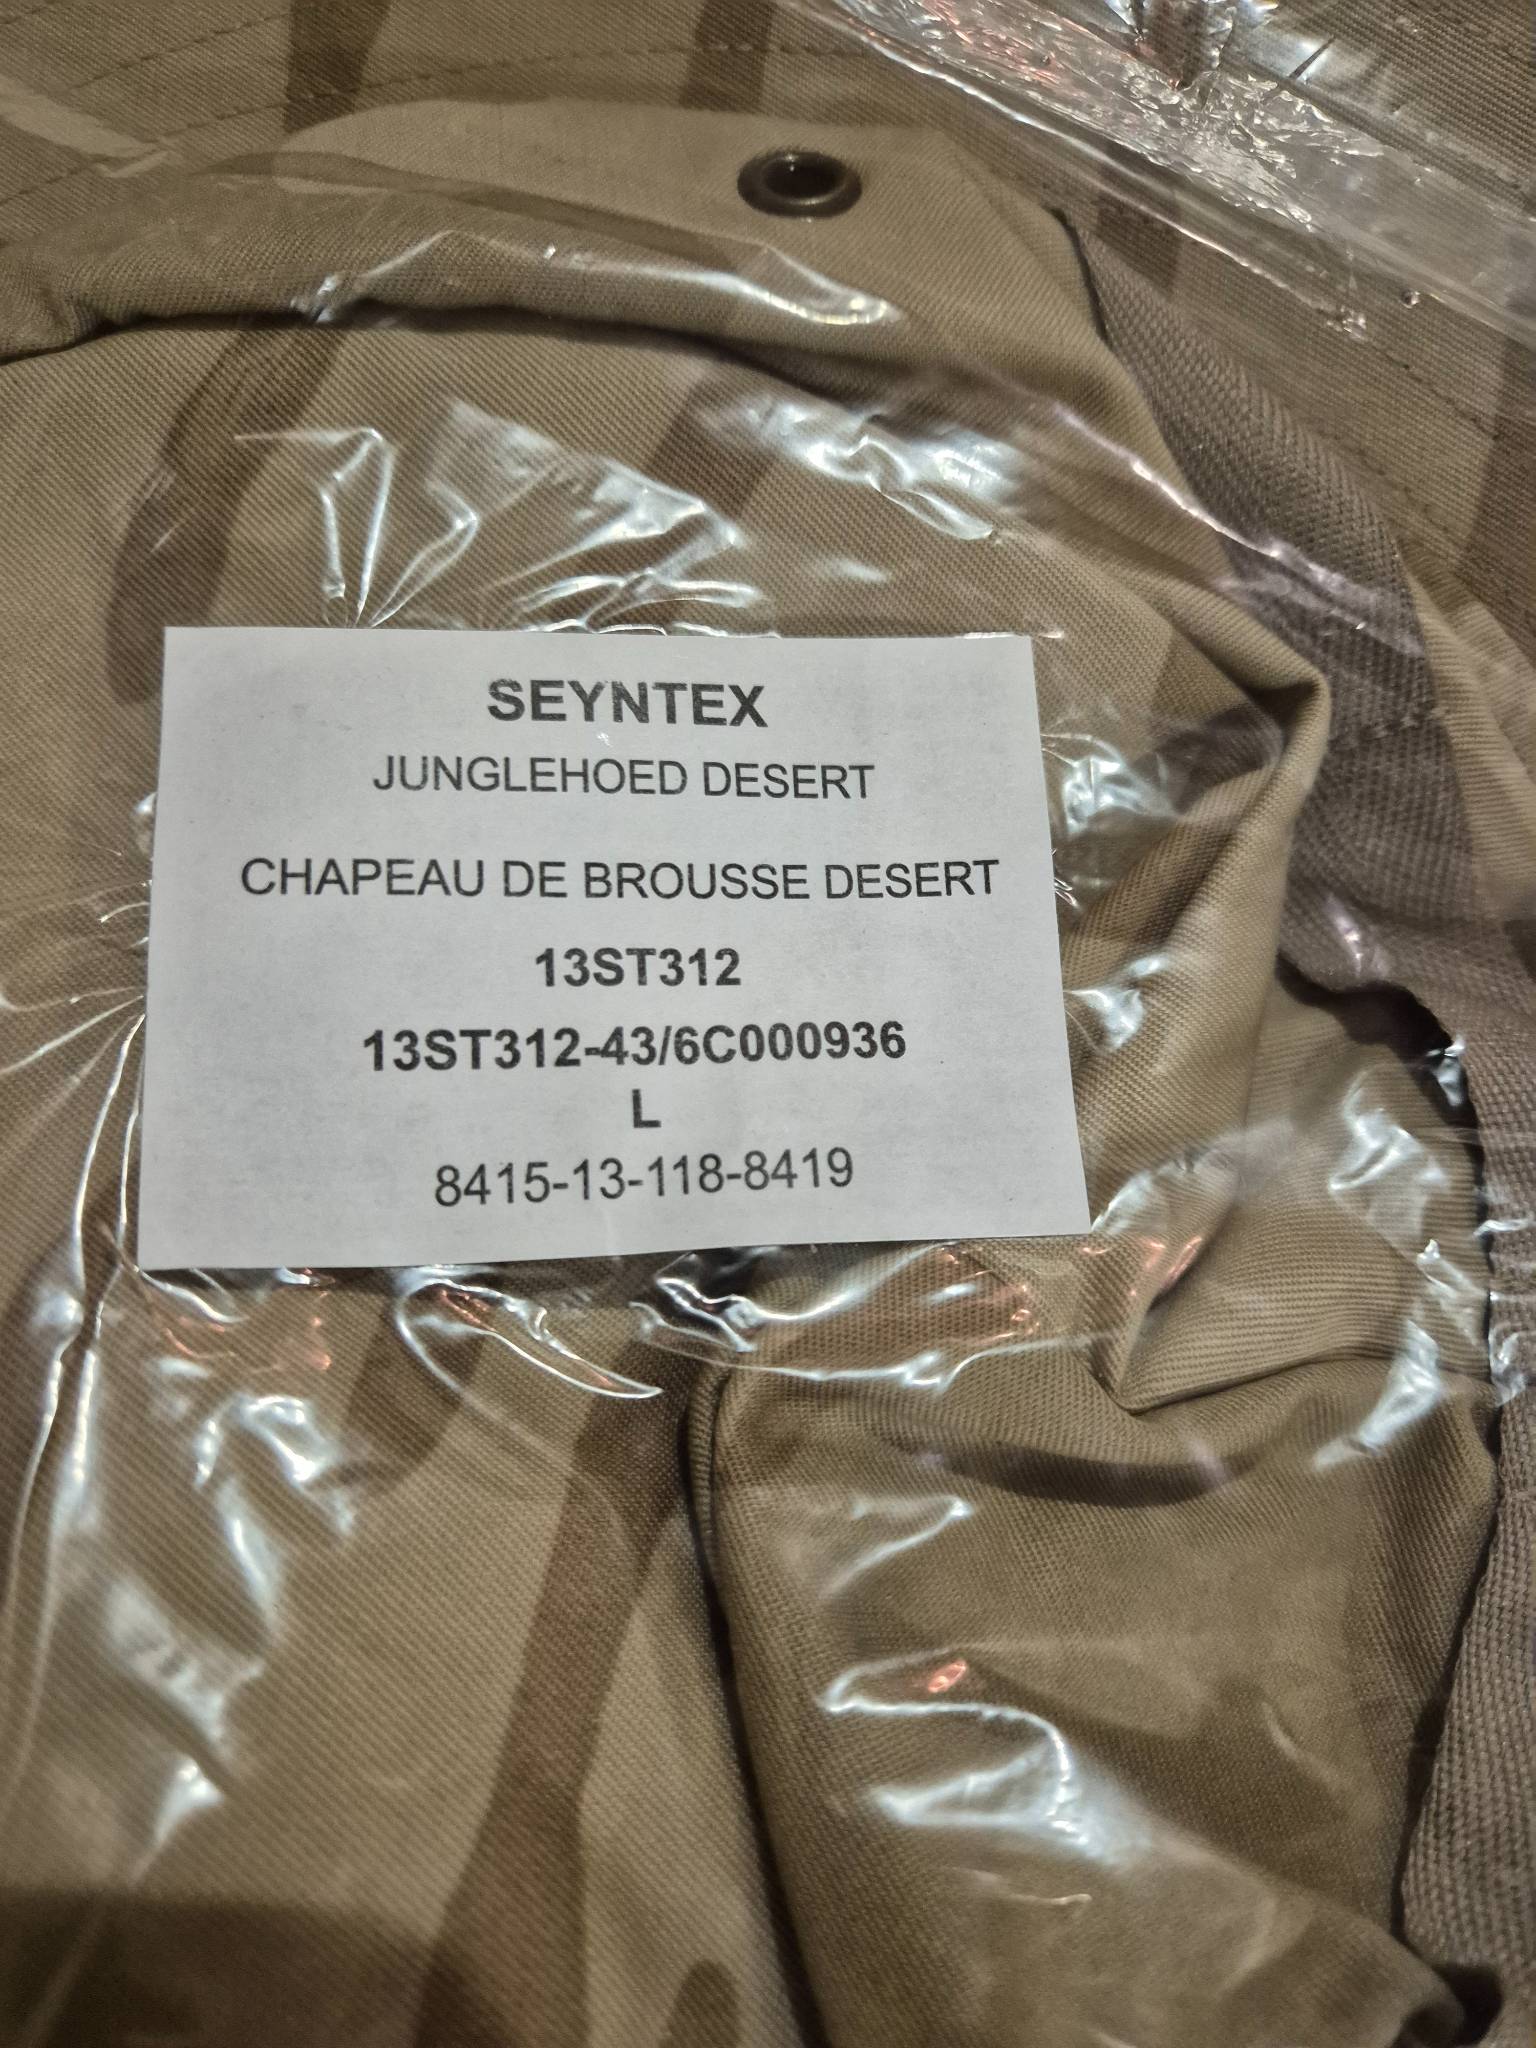 SEYNTEX
JUNGLEHOED DESERT
CHAPEAU DE BROUSSE DESERT
13ST312
13ST312-43/6C000936
L
8415-13-118-8419